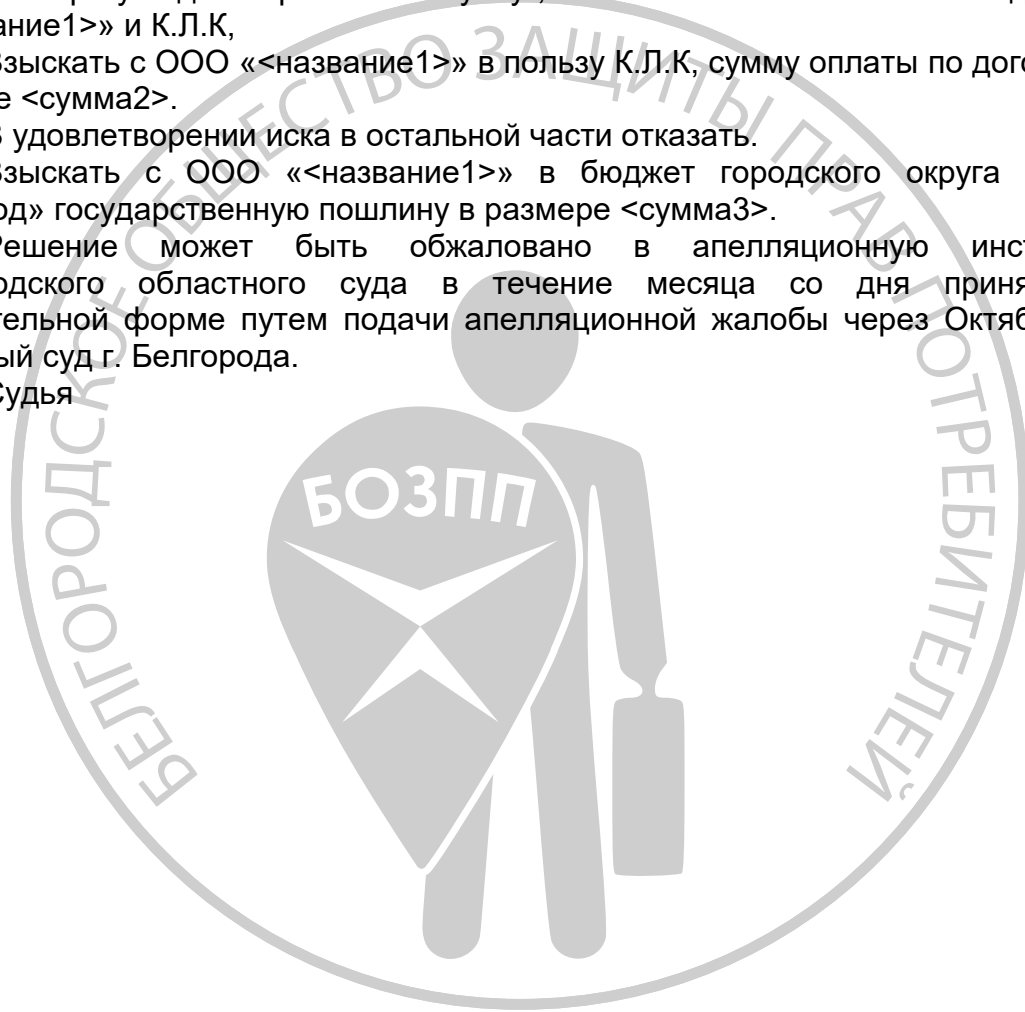 ание1>» и К.Л.К,
Взыскать с ООО «<название1>» в пользу К.Л.К, сумму оплаты по дого
е <сумма2>.
В удовлетворении иска в остальной части отказать.
Взыскать с ООО «<название1>» в бюджет городского округа
од» государственную пошлину в размере <сумма3>.
Решение может быть обжаловано в апелляционную инст
одского областного суда в течение месяца со дня приня
тельной форме путем подачи апелляционной жалобы через Октяб
ый суд г. Белгорода.
Судья
БЕЛГОРОДСКОЕ ОБЩЕСТВО ЗАЩИТЫ ПРАВ ПОТРЕБИТЕЛЕЙ
БОЗПП